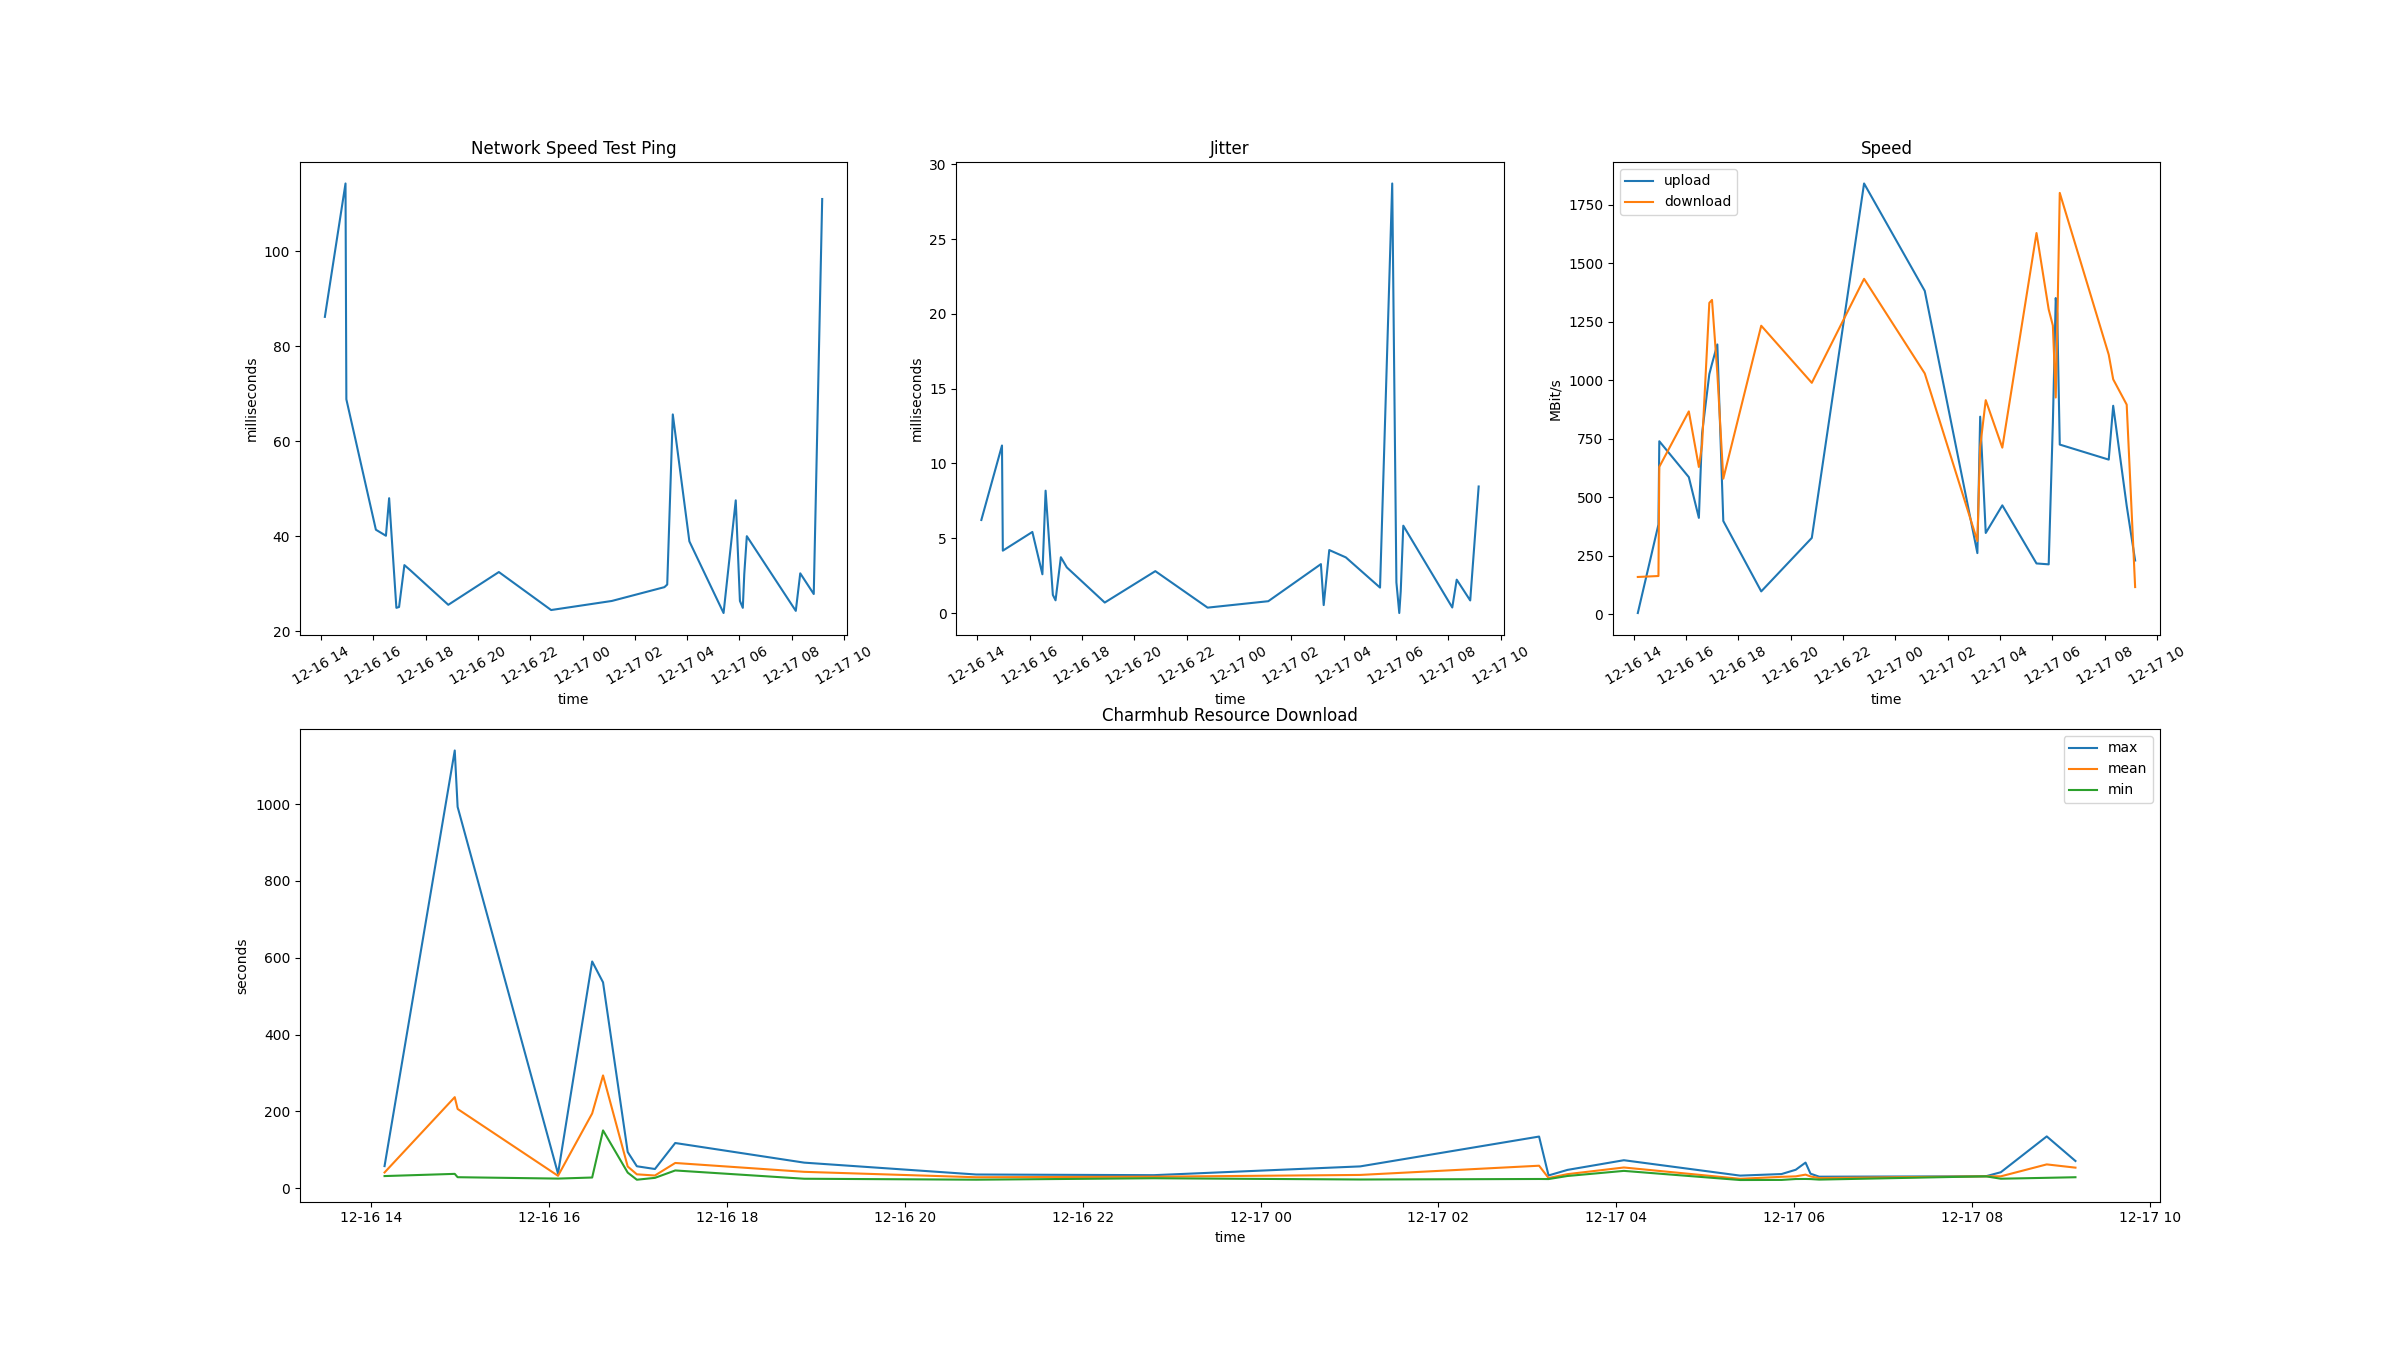 Network Speed Test Ping
milliseconds
100
80
60
40
20
12-16 14 12-16 16 12-16 18 12-16 20 12-16 22 12-17 00 12-17 02 12-17 04 12-17 06 12-17 08 12-17 10
time
Jitter
milliseconds
30
25
20
15
10
5
0
12-16 14 12-16 16 12-16 18 12-16 20 12-16 22 12-17 00 12-17 02 12-17 04 12-17 06 12-17 08 12-17 10
time
Speed
upload
download
MBit/s
1750
1500
1250
1000
750
500
250
0
12-16 14 12-16 16 12-16 18 12-16 20 12-16 22 12-17 00 12-17 02 12-17 04 12-17 06 12-17 08 12-17 10
time
Charmhub Resource Download
max
mean
min
seconds
1000
800
600
400
200
0
12-16 14 12-16 16 12-16 18 12-16 20 12-16 22 12-17 00 12-17 02 12-17 04 12-17 06 12-17 08 12-17 10
time